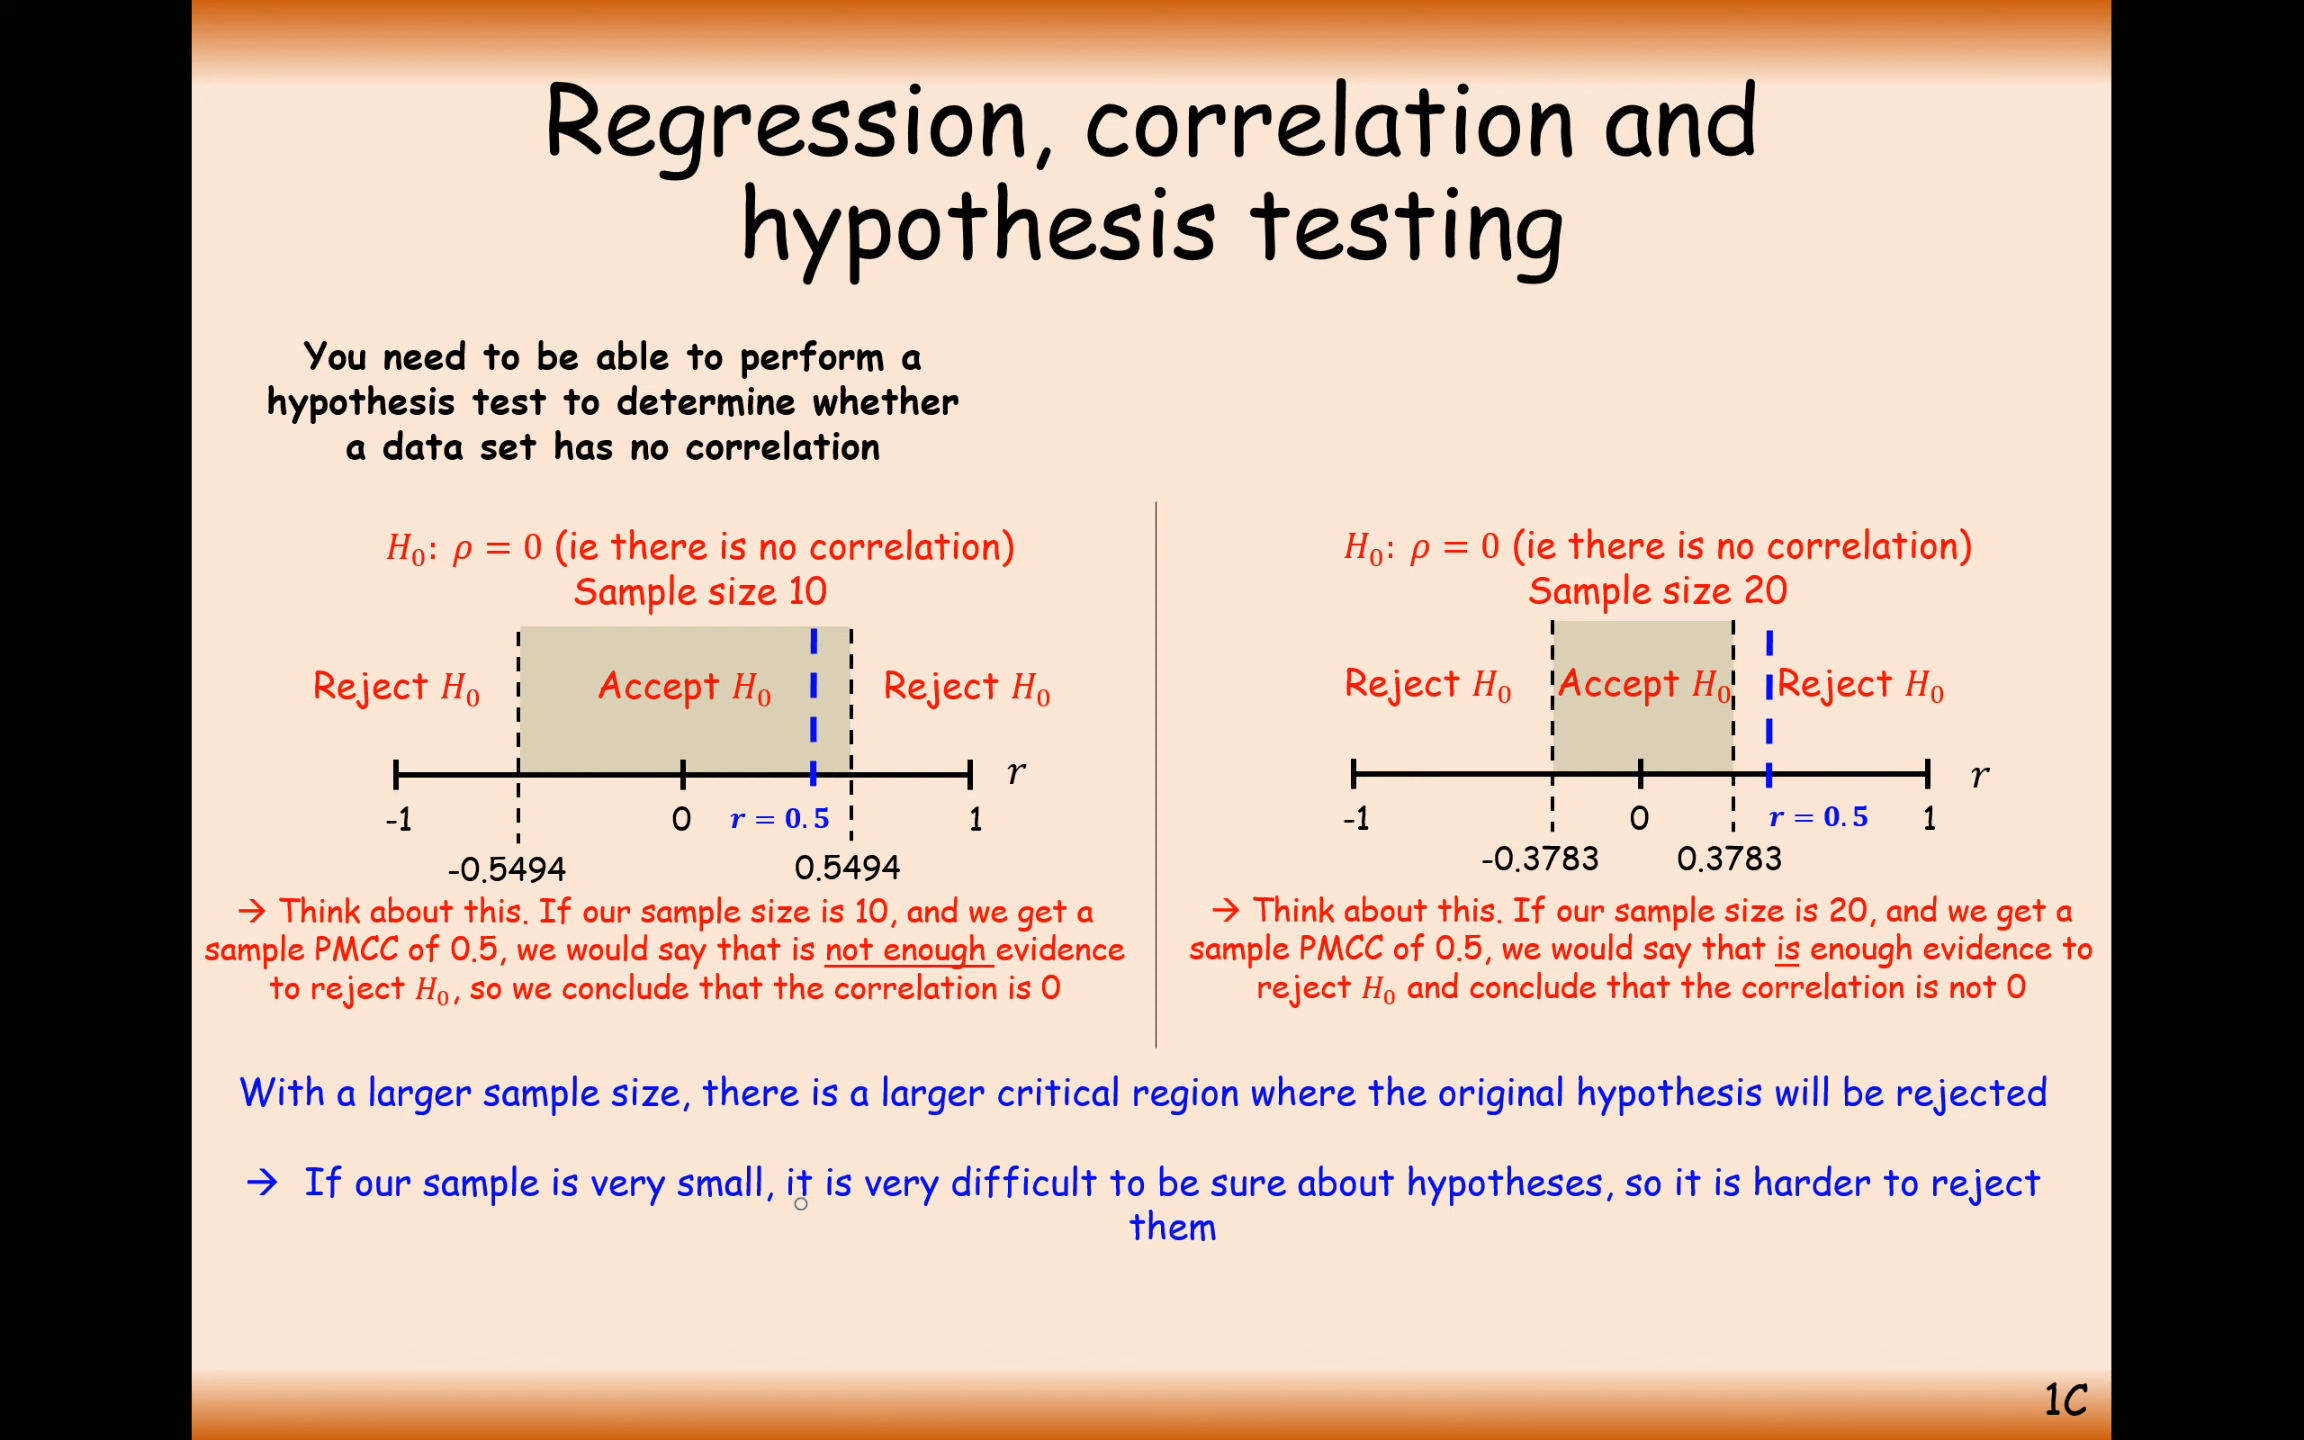 Regression, correlation and
hypothesis testing
You need to be able to perform a
hypothesis test to determine whether
a data set has no correlation
H₀: ρ = 0 (ie there is no correlation)
Sample size 10
Reject H₀ Accept H₀ Reject H₀
r
-1 0 r = 0.5 1
-0.5494 0.5494
→ Think about this. If our sample size is 10, and we get a
sample PMCC of 0.5, we would say that is not enough evidence
to reject H₀, so we conclude that the correlation is 0
H₀: ρ = 0 (ie there is no correlation)
Sample size 20
Reject H₀ Accept H₀ Reject H₀
r
-1 0 r = 0.5 1
-0.3783 0.3783
→ Think about this. If our sample size is 20, and we get a
sample PMCC of 0.5, we would say that is enough evidence to
reject H₀ and conclude that the correlation is not 0
With a larger sample size, there is a larger critical region where the original hypothesis will be rejected
→ If our sample is very small, it is very difficult to be sure about hypotheses, so it is harder to reject
them
1C